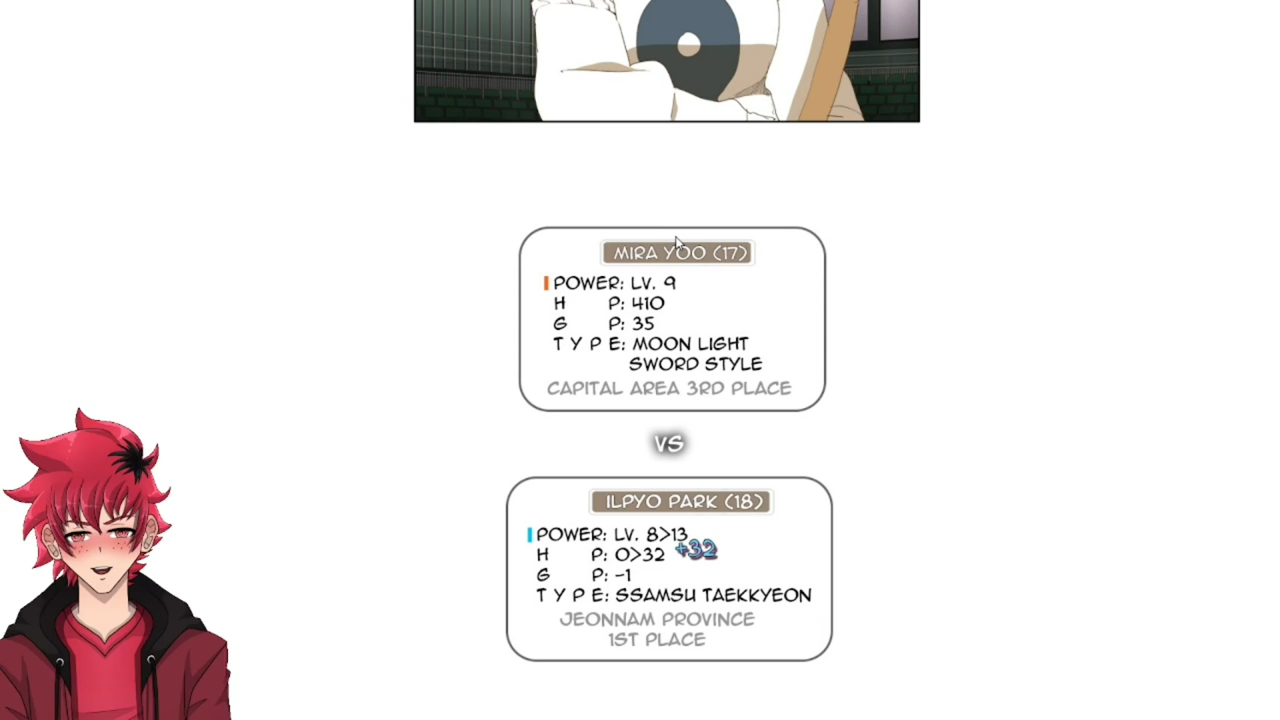 MIRA YOO (17)
POWER: LV. 9
H P: 410
G P: 35
T Y P E: MOON LIGHT
SWORD STYLE
CAPITAL AREA 3RD PLACE
VS
ILPYO PARK (18)
POWER: LV. 8>13
H P: 0>32 +32
G P: -1
T Y P E: SSAMSU TAEKKYEON
JEONNAM PROVINCE
1ST PLACE